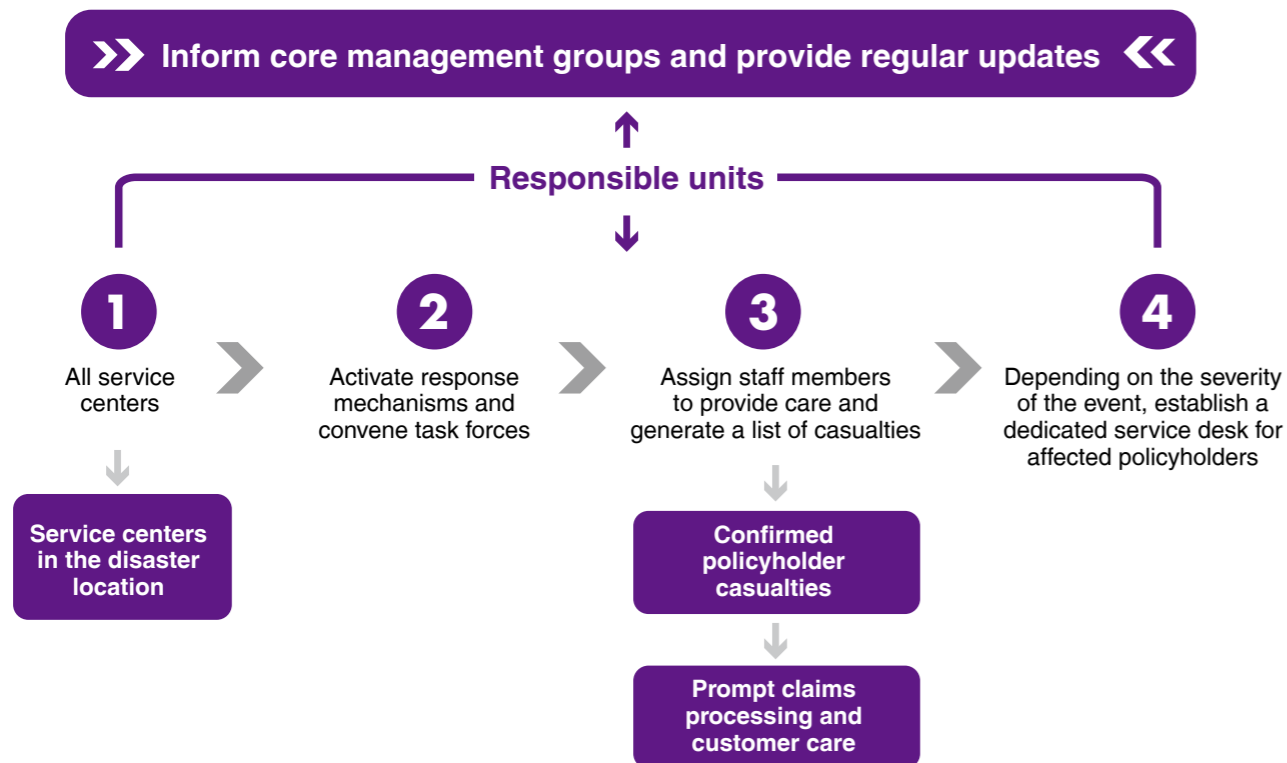 Inform core management groups and provide regular updates
Responsible units
1
All service
centers
Service centers
in the disaster
location
2
Activate response
mechanisms and
convene task forces
3
Assign staff members
to provide care and
generate a list of casualties
Confirmed
policyholder
casualties
Prompt claims
processing and
customer care
4
Depending on the severity
of the event, establish a
dedicated service desk for
affected policyholders